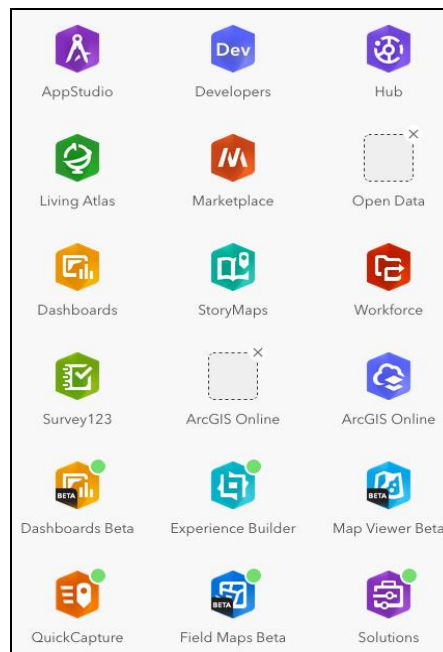 Dev
AppStudio Developers Hub
Living Atlas Marketplace Open Data
Dashboards StoryMaps Workforce
Survey123 ArcGIS Online ArcGIS Online
BETA BETA
Dashboards Beta Experience Builder Map Viewer Beta
BETA
QuickCapture Field Maps Beta Solutions